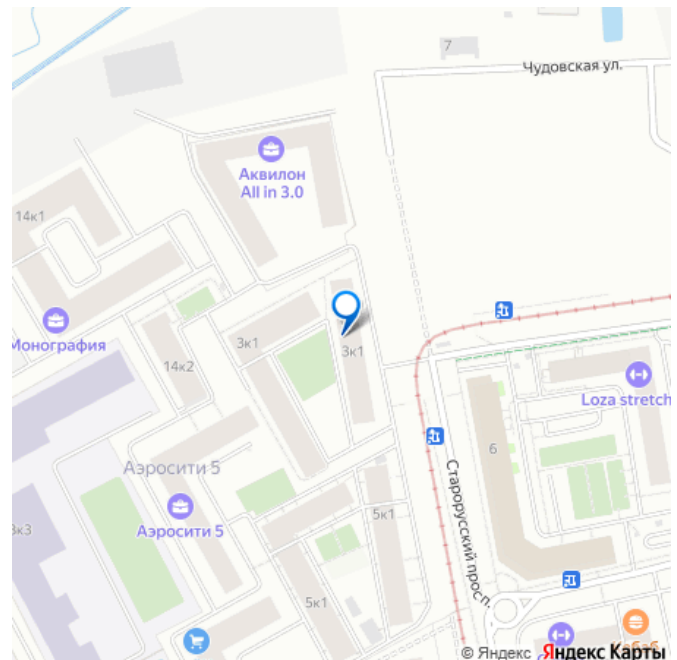 7
Чудовская ул.
Аквилон
All in 3.0
14к1
Монография
3к1
3к1
14к2
Loza stretch
6
Аэросити 5
Старорусский просп.
Аэросити 5
5к1
5к1
© Яндекс Яндекс Карты